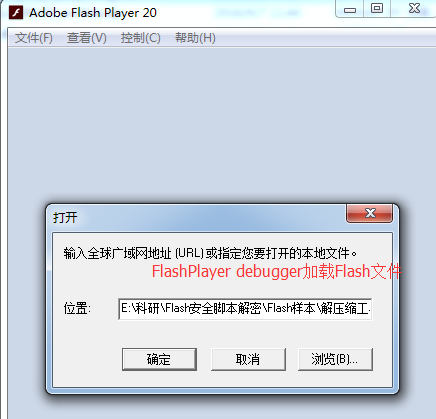 Adobe Flash Player 20
文件(F) 查看(V) 控制(C) 帮助(H)
打开
输入全球广域网地址 (URL) 或指定您要打开的本地文件。
FlashPlayer debugger加载Flash文件
位置: E:\科研\Flash安全脚本解密\Flash样本\解压缩工
确定 取消 浏览(B)...